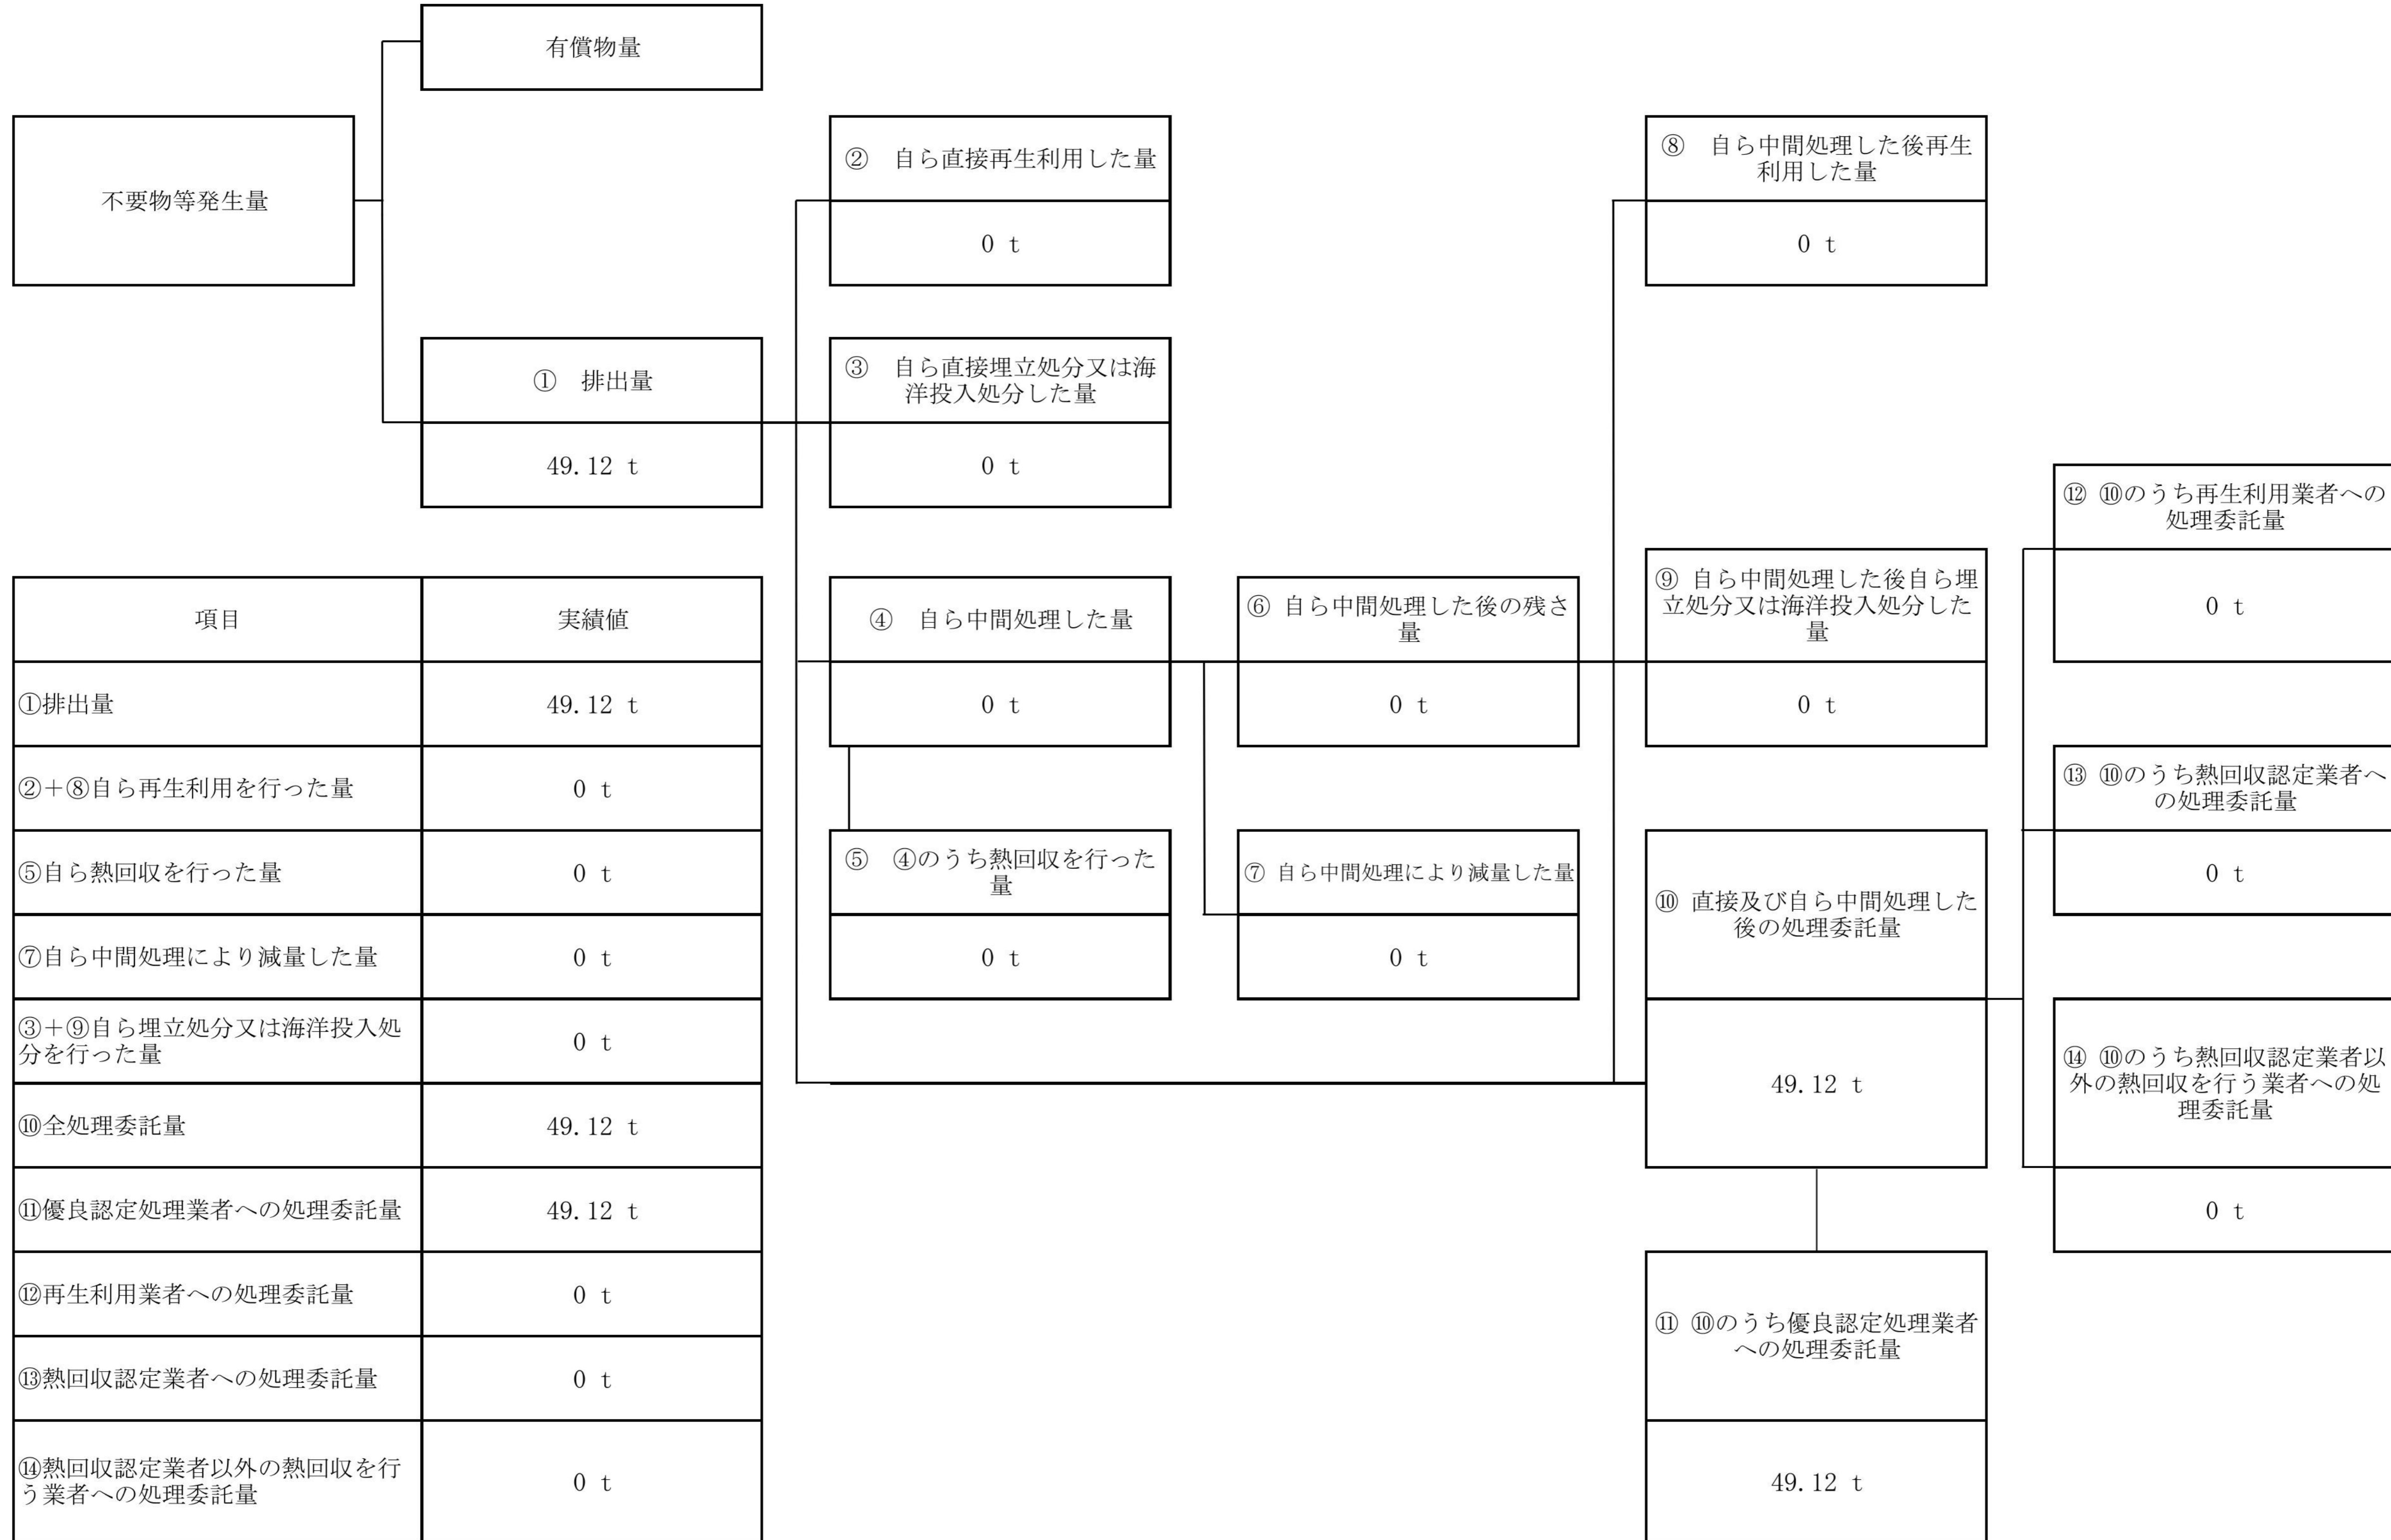 有償物量
不要物等発生量
② 自ら直接再生利用した量
0 t
⑧ 自ら中間処理した後再生
利用した量
0 t
① 排出量
49.12 t
③ 自ら直接埋立処分又は海
洋投入処分した量
0 t
⑫ ⑩のうち再生利用業者への
処理委託量
0 t
④ 自ら中間処理した量
0 t
⑥ 自ら中間処理した後の残さ
量
0 t
⑨ 自ら中間処理した後自ら埋
立処分又は海洋投入処分した
量
0 t
⑬ ⑩のうち熱回収認定業者へ
の処理委託量
0 t
⑤ ④のうち熱回収を行った
量
0 t
⑦ 自ら中間処理により減量した量
0 t
⑩ 直接及び自ら中間処理した
後の処理委託量
49.12 t
⑭ ⑩のうち熱回収認定業者以
外の熱回収を行う業者への処
理委託量
0 t
⑪ ⑩のうち優良認定処理業者
への処理委託量
49.12 t
項目 実績値
①排出量 49.12 t
②+⑧自ら再生利用を行った量 0 t
⑤自ら熱回収を行った量 0 t
⑦自ら中間処理により減量した量 0 t
③+⑨自ら埋立処分又は海洋投入処
分を行った量 0 t
⑩全処理委託量 49.12 t
⑪優良認定処理業者への処理委託量 49.12 t
⑫再生利用業者への処理委託量 0 t
⑬熱回収認定業者への処理委託量 0 t
⑭熱回収認定業者以外の熱回収を行
う業者への処理委託量 0 t